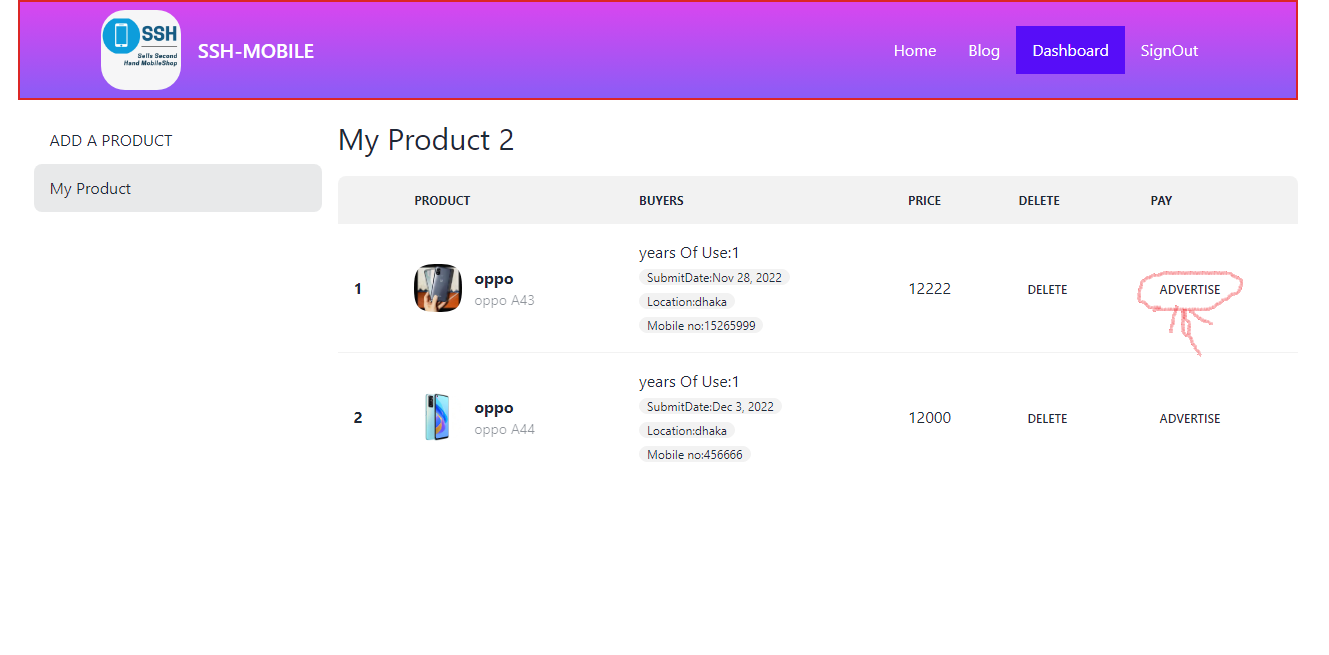 SSH
Sells Second
Hand MobileShop
SSH-MOBILE
Home
Blog
Dashboard
SignOut
ADD A PRODUCT
My Product
My Product 2
PRODUCT
BUYERS
PRICE
DELETE
PAY
1
oppo
oppo A43
years Of Use:1
SubmitDate:Nov 28, 2022
Location:dhaka
Mobile no:15265999
12222
DELETE
ADVERTISE
2
oppo
oppo A44
years Of Use:1
SubmitDate:Dec 3, 2022
Location:dhaka
Mobile no:456666
12000
DELETE
ADVERTISE